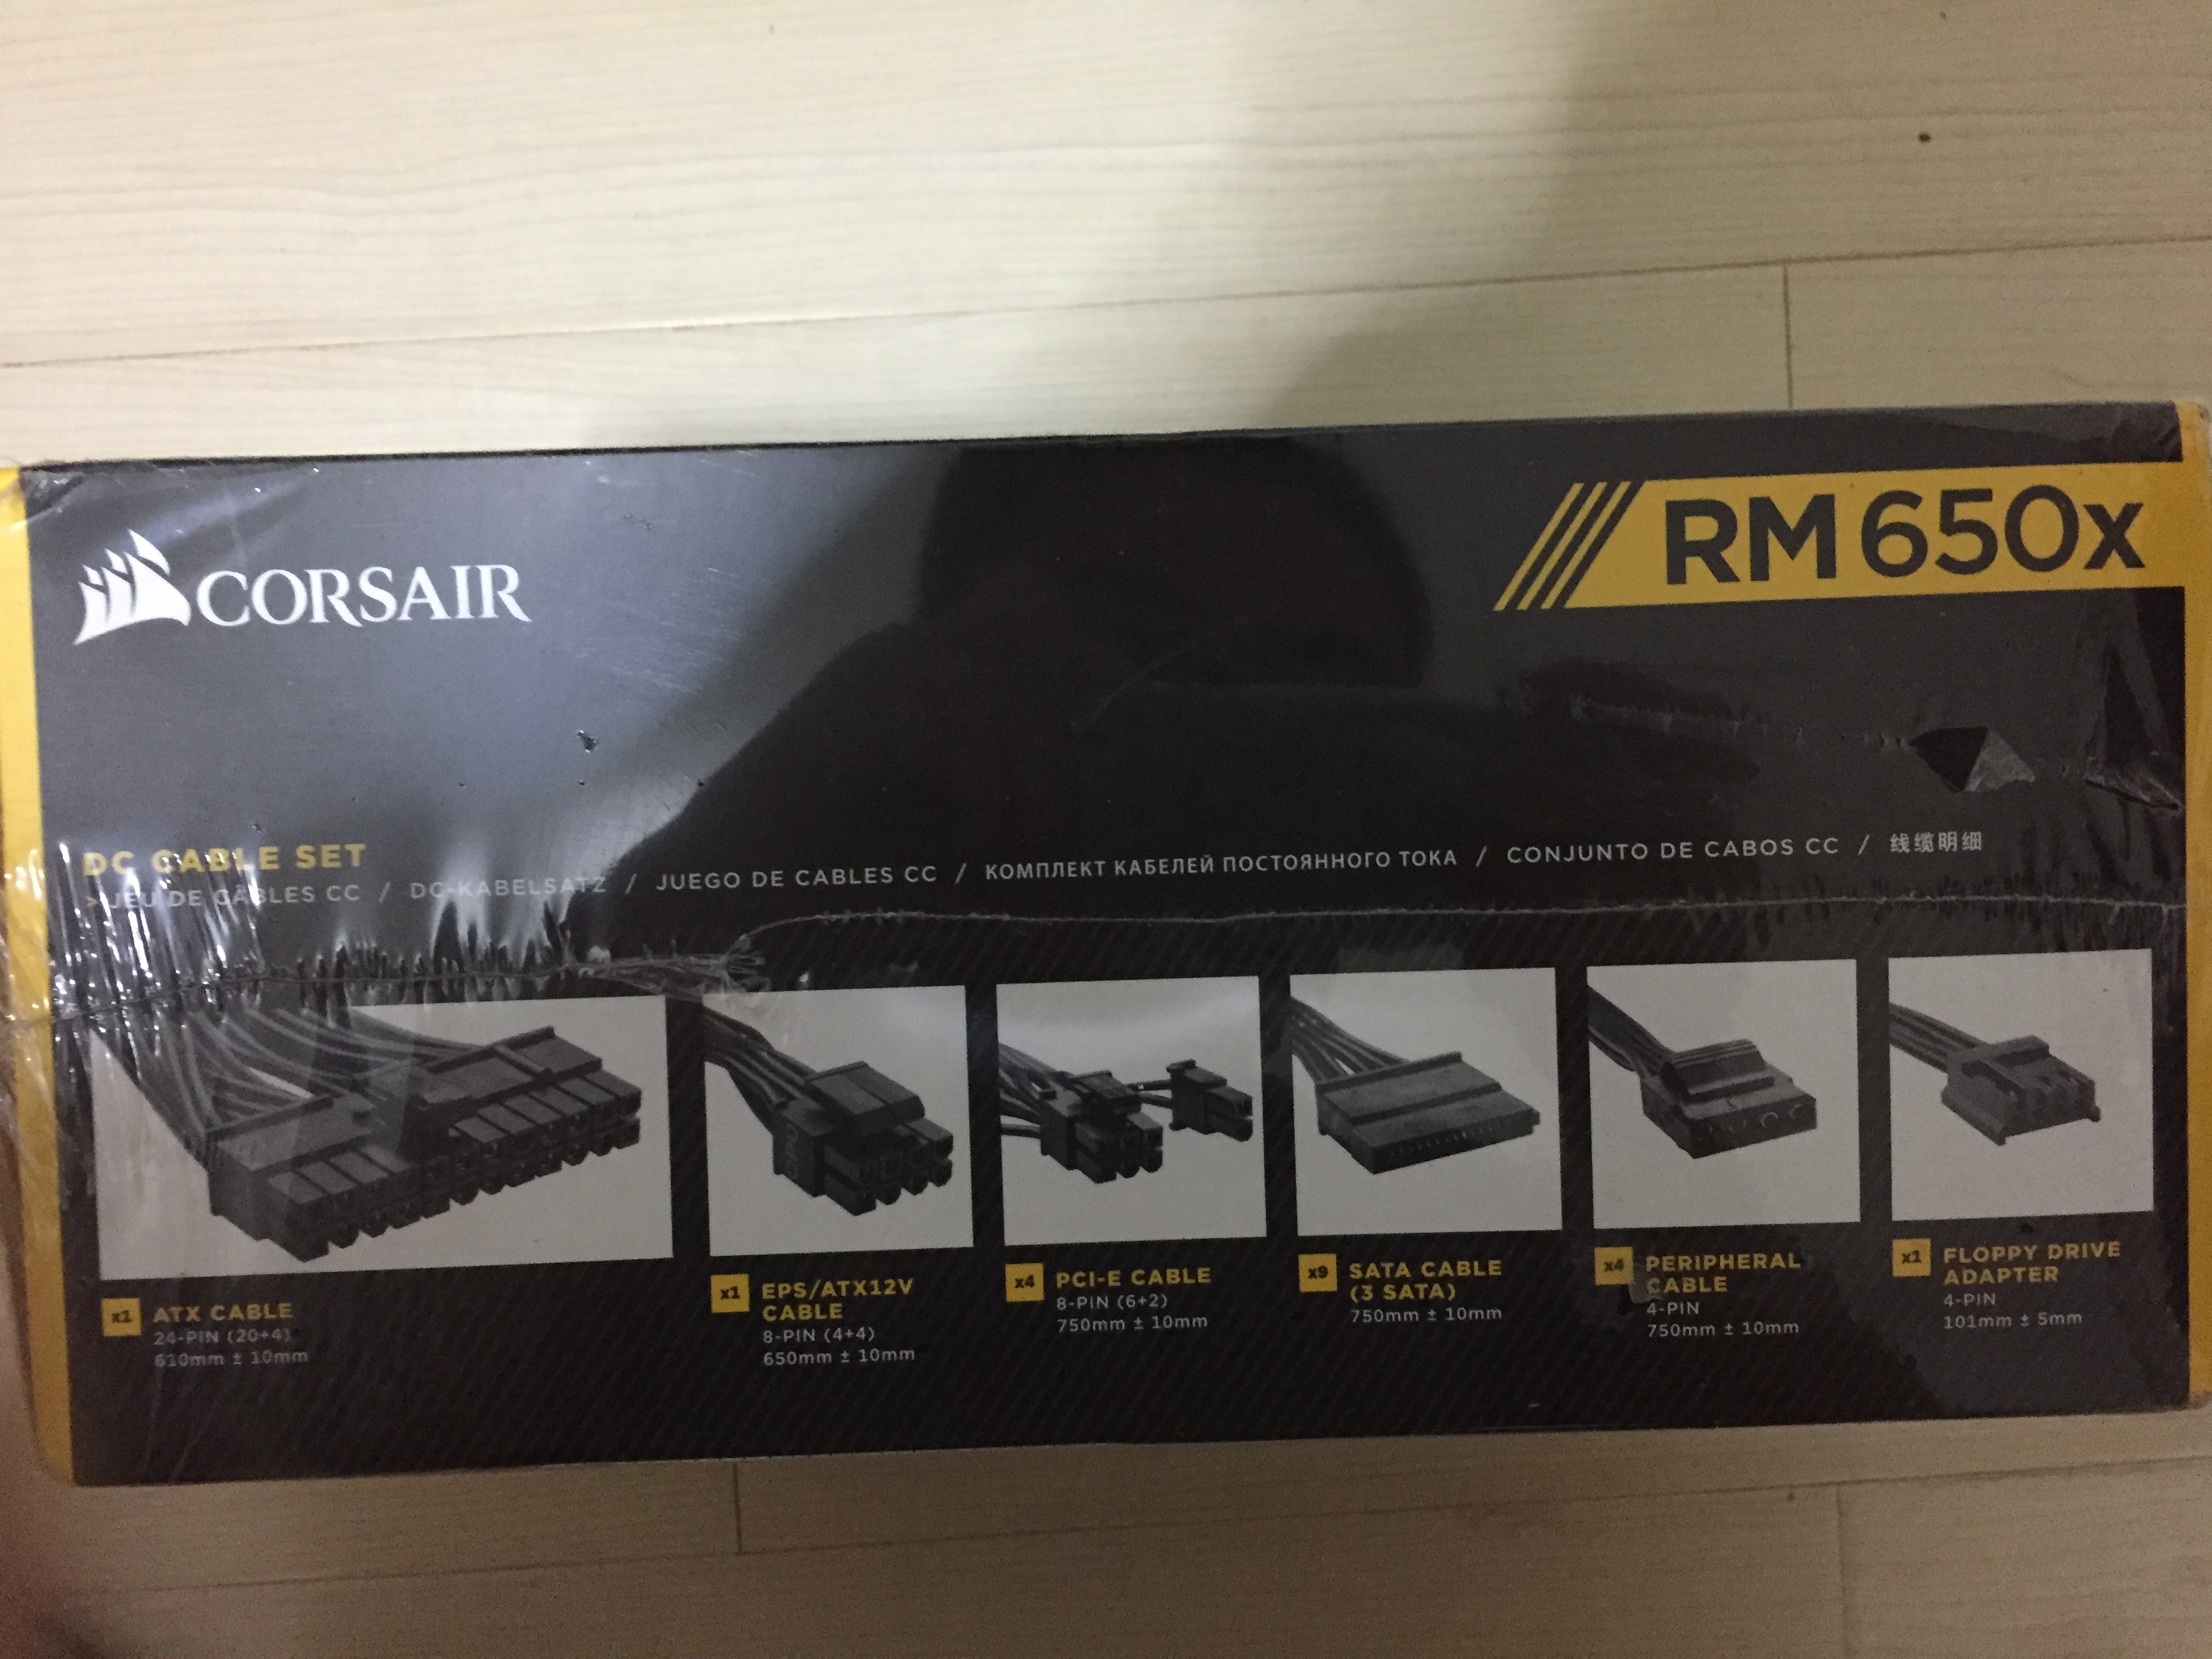 CORSAIR
RM650x
DC CABLE SET
> JEU DE CÂBLES CC / DC-KABELSATZ / JUEGO DE CABLES CC / КОМПЛЕКТ КАБЕЛЕЙ ПОСТОЯННОГО ТОКА / CONJUNTO DE CABOS CC / 线缆明细
x1 ATX CABLE
24-PIN (20+4)
610mm ± 10mm
x1 EPS/ATX12V
CABLE
8-PIN (4+4)
650mm ± 10mm
x4 PCI-E CABLE
8-PIN (6+2)
750mm ± 10mm
x9 SATA CABLE
(3 SATA)
750mm ± 10mm
x4 PERIPHERAL
CABLE
4-PIN
750mm ± 10mm
x1 FLOPPY DRIVE
ADAPTER
4-PIN
101mm ± 5mm